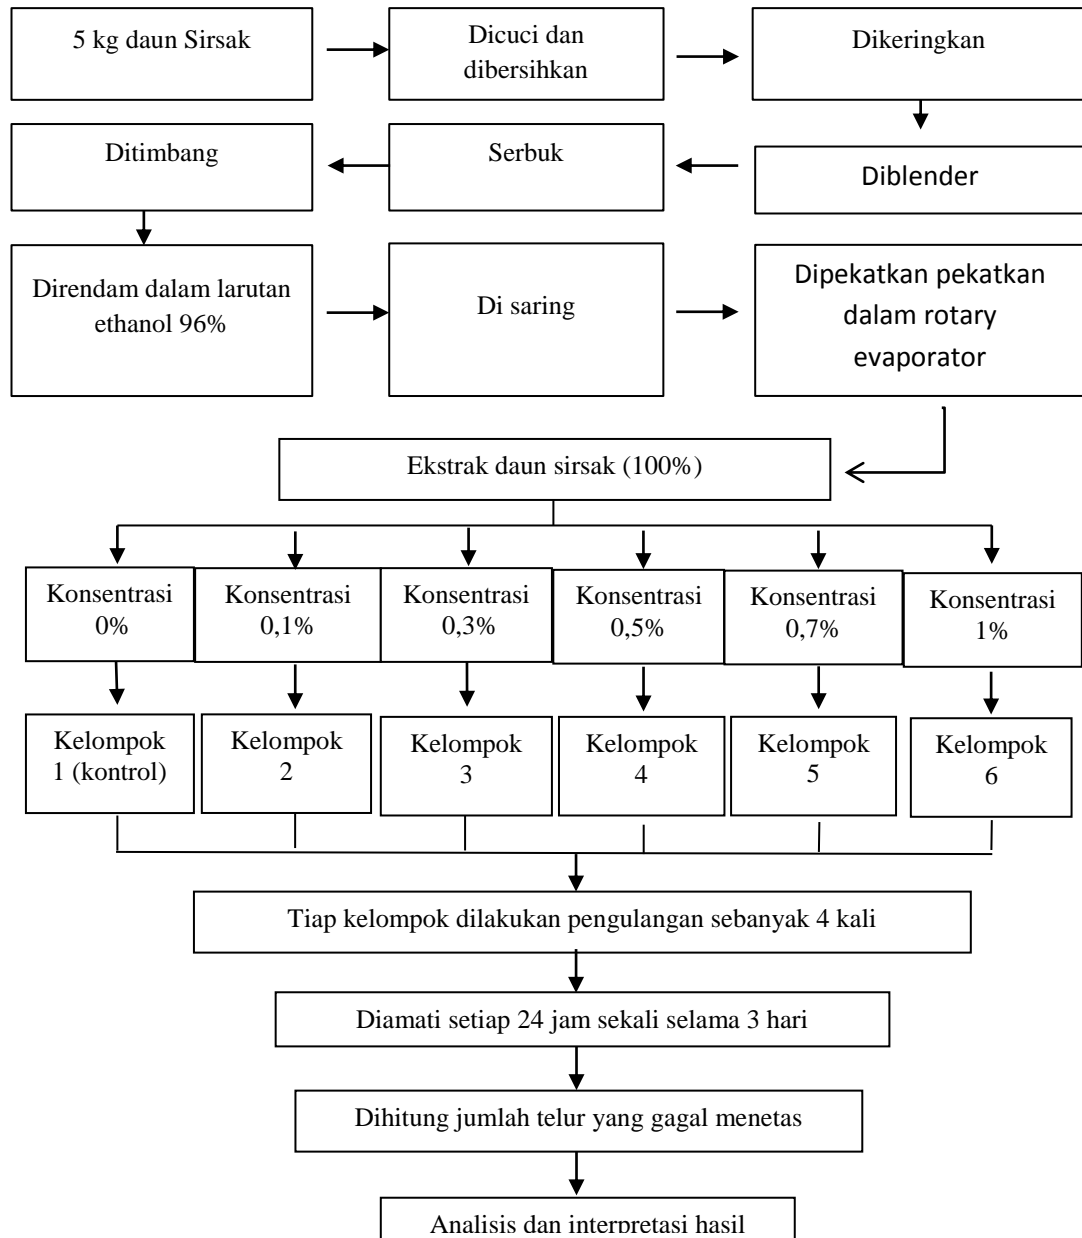 5 kg daun Sirsak
Dicuci dan
dibersihkan
Dikeringkan
Diblender
Serbuk
Ditimbang
Direndam dalam larutan
ethanol 96%
Di saring
Dipekatkan pekatkan
dalam rotary
evaporator
Ekstrak daun sirsak (100%)
Konsentrasi
0%
Konsentrasi
0,1%
Konsentrasi
0,3%
Konsentrasi
0,5%
Konsentrasi
0,7%
Konsentrasi
1%
Kelompok
1 (kontrol)
Kelompok
2
Kelompok
3
Kelompok
4
Kelompok
5
Kelompok
6
Tiap kelompok dilakukan pengulangan sebanyak 4 kali
Diamati setiap 24 jam sekali selama 3 hari
Dihitung jumlah telur yang gagal menetas
Analisis dan interpretasi hasil